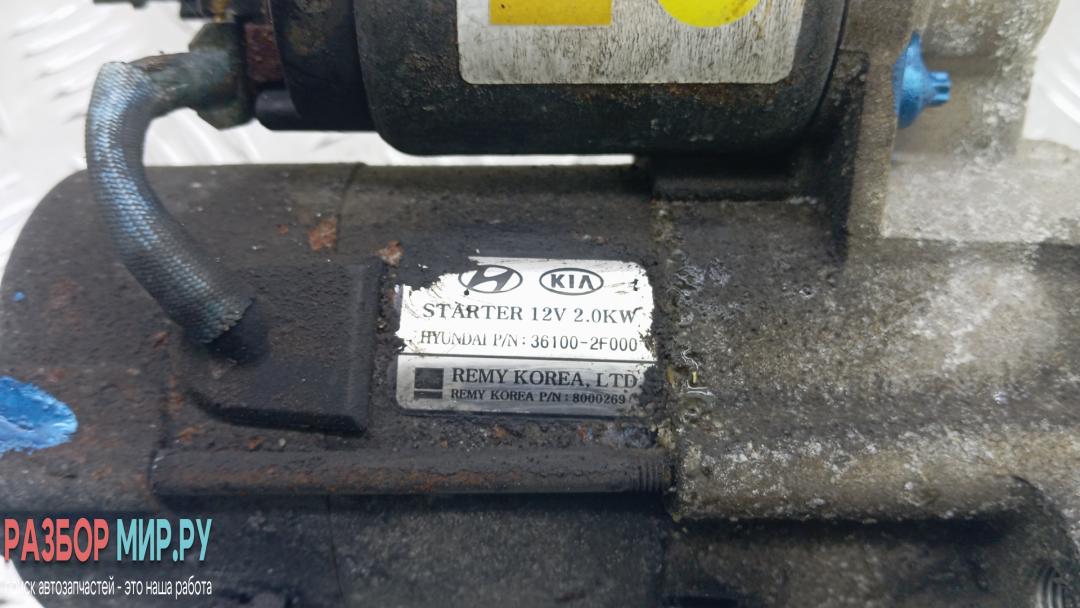 KIA
STARTER 12V 2.0KW
HYUNDAI P/N : 36100-2F000
REMY KOREA, LTD
REMY KOREA P/N : 8000269
РАЗБОР МИР.РУ
поиск автозапчастей - это наша работа